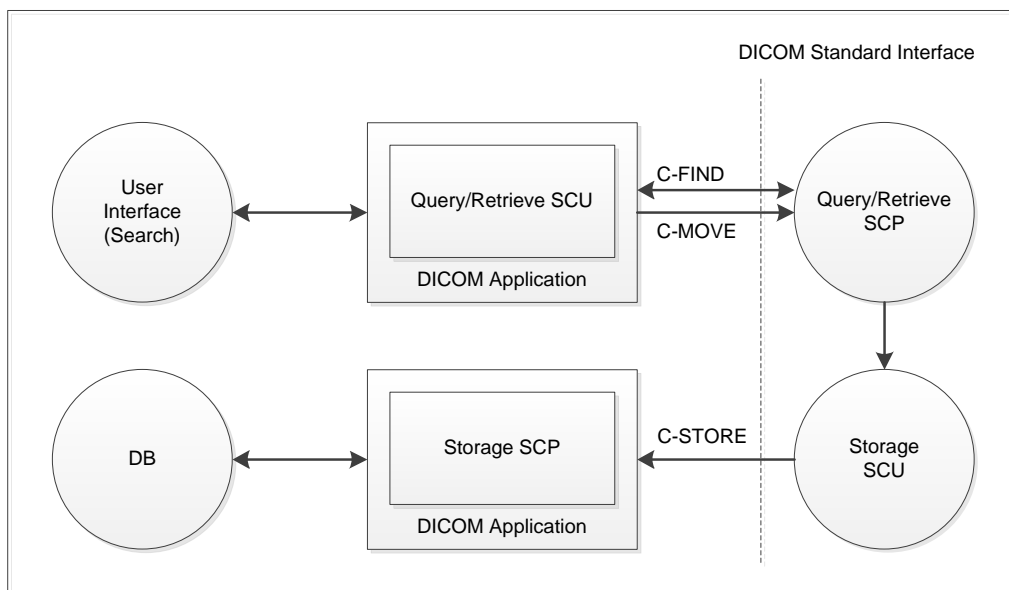 DICOM Standard Interface
User
Interface
(Search)
Query/Retrieve SCU
DICOM Application
C-FIND
C-MOVE
Query/Retrieve
SCP
DB
Storage SCP
DICOM Application
C-STORE
Storage
SCU